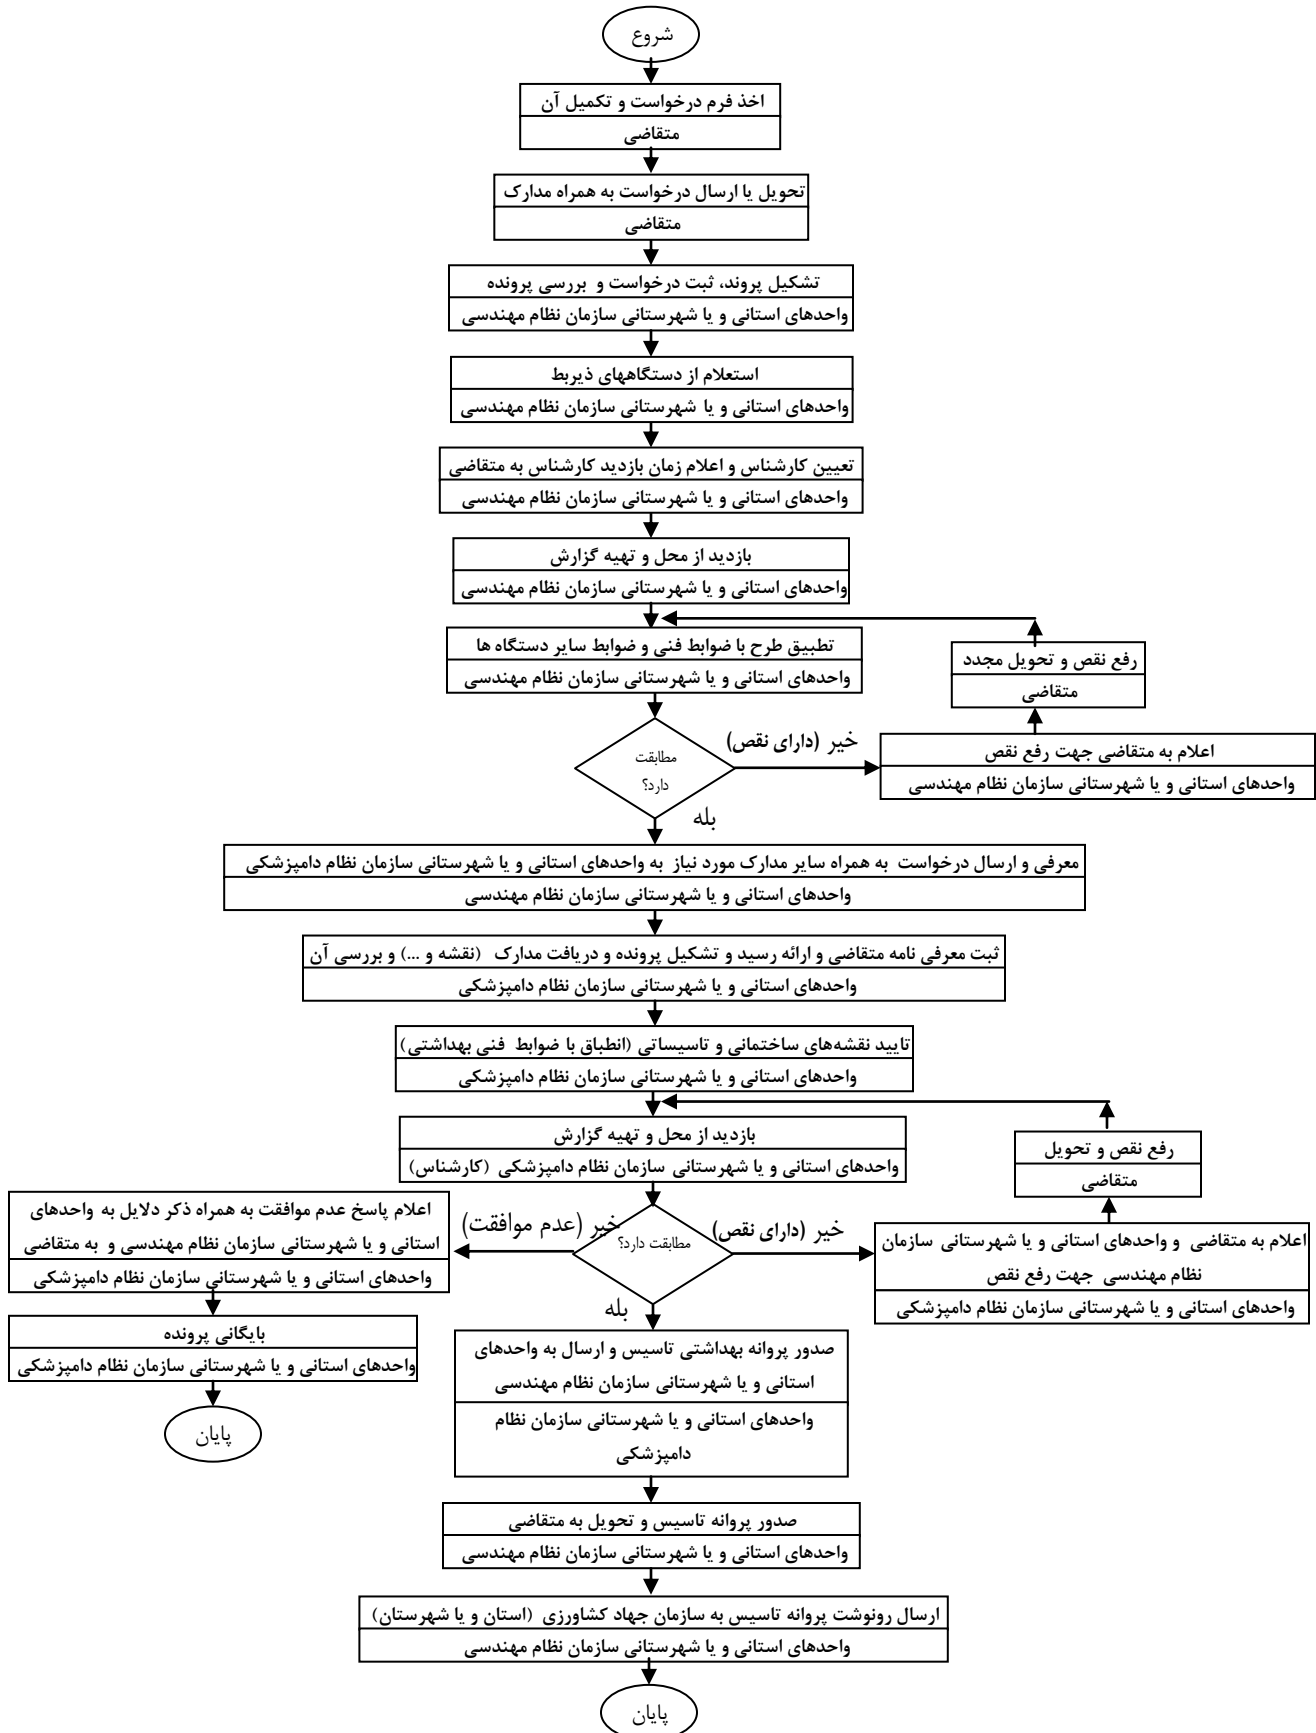 شروع
اخذ فرم درخواست و تکمیل آن
متقاضی
تحویل یا ارسال درخواست به همراه مدارک
متقاضی
تشکیل پروند، ثبت درخواست و بررسی پرونده
واحدهای استانی و یا شهرستانی سازمان نظام مهندسی
استعلام از دستگاههای ذیربط
واحدهای استانی و یا شهرستانی سازمان نظام مهندسی
تعیین کارشناس و اعلام زمان بازدید کارشناس به متقاضی
واحدهای استانی و یا شهرستانی سازمان نظام مهندسی
بازدید از محل و تهیه گزارش
واحدهای استانی و یا شهرستانی سازمان نظام مهندسی
تطبیق طرح با ضوابط فنی و ضوابط سایر دستگاه ها
واحدهای استانی و یا شهرستانی سازمان نظام مهندسی
رفع نقص و تحویل مجدد
متقاضی
مطابقت
دارد؟
خیر (دارای نقص)
اعلام به متقاضی جهت رفع نقص
واحدهای استانی و یا شهرستانی سازمان نظام مهندسی
بله
معرفی و ارسال درخواست به همراه سایر مدارک مورد نیاز به واحدهای استانی و یا شهرستانی سازمان نظام دامپزشکی
واحدهای استانی و یا شهرستانی سازمان نظام مهندسی
ثبت معرفی نامه متقاضی و ارائه رسید و تشکیل پرونده و دریافت مدارک (نقشه و ...) و بررسی آن
واحدهای استانی و یا شهرستانی سازمان نظام دامپزشکی
تایید نقشه‌های ساختمانی و تاسیساتی (انطباق با ضوابط فنی بهداشتی)
واحدهای استانی و یا شهرستانی سازمان نظام دامپزشکی
بازدید از محل و تهیه گزارش
واحدهای استانی و یا شهرستانی سازمان نظام دامپزشکی (کارشناس)
رفع نقص و تحویل
متقاضی
مطابقت دارد؟
خیر (دارای نقص)
اعلام به متقاضی و واحدهای استانی و یا شهرستانی سازمان
نظام مهندسی جهت رفع نقص
واحدهای استانی و یا شهرستانی سازمان نظام دامپزشکی
خیر (عدم موافقت)
اعلام پاسخ عدم موافقت به همراه ذکر دلایل به واحدهای
استانی و یا شهرستانی سازمان نظام مهندسی و به متقاضی
واحدهای استانی و یا شهرستانی سازمان نظام دامپزشکی
بایگانی پرونده
واحدهای استانی و یا شهرستانی سازمان نظام دامپزشکی
پایان
بله
صدور پروانه بهداشتی تاسیس و ارسال به واحدهای
استانی و یا شهرستانی سازمان نظام مهندسی
واحدهای استانی و یا شهرستانی سازمان نظام
دامپزشکی
صدور پروانه تاسیس و تحویل به متقاضی
واحدهای استانی و یا شهرستانی سازمان نظام مهندسی
ارسال رونوشت پروانه تاسیس به سازمان جهاد کشاورزی (استان و یا شهرستان)
واحدهای استانی و یا شهرستانی سازمان نظام مهندسی
پایان